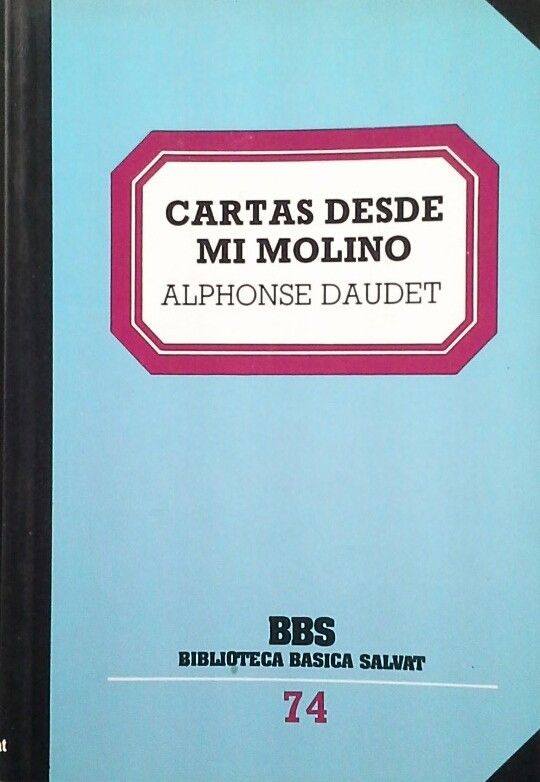 CARTAS DESDE
MI MOLINO
ALPHONSE DAUDET
BBS
BIBLIOTECA BASICA SALVAT
74